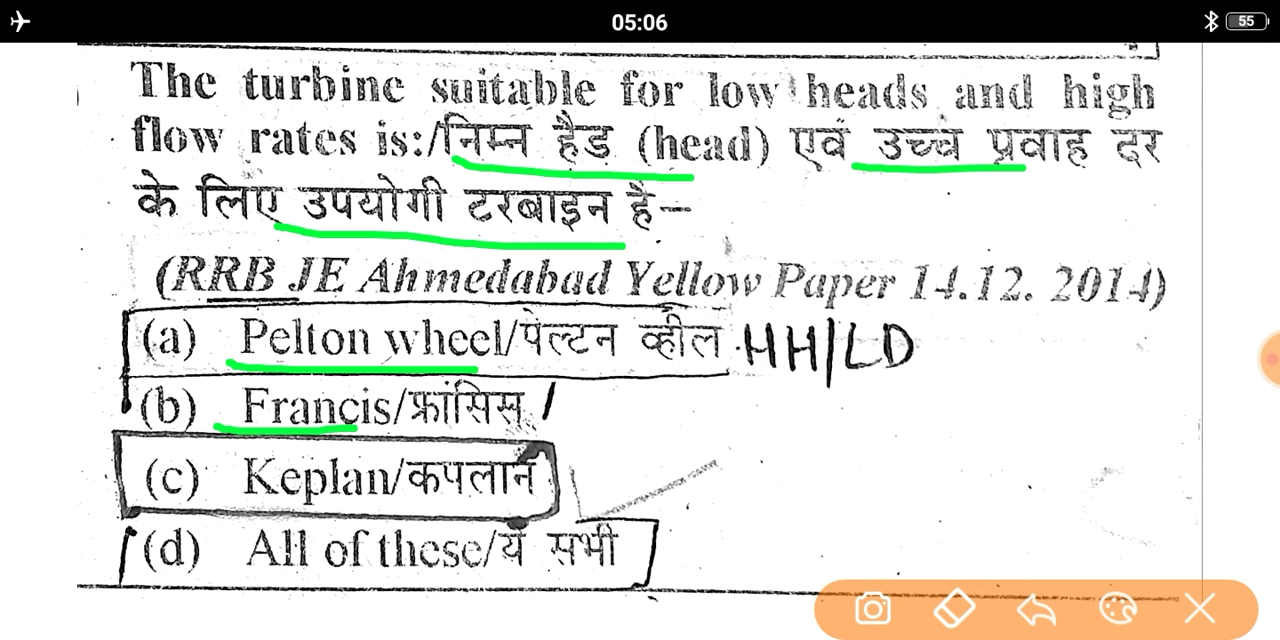 05:06
55
The turbine suitable for low heads and high
flow rates is:/निम्न हैड (head) एवं उच्च प्रवाह दर
के लिए उपयोगी टरबाइन है–
(RRB JE Ahmedabad Yellow Paper 14.12. 2014)
(a) Pelton wheel/पेल्टन व्हील HH/LD
(b) Francis/फ्रांसिस
(c) Keplan/कपलान
(d) All of these/ये सभी